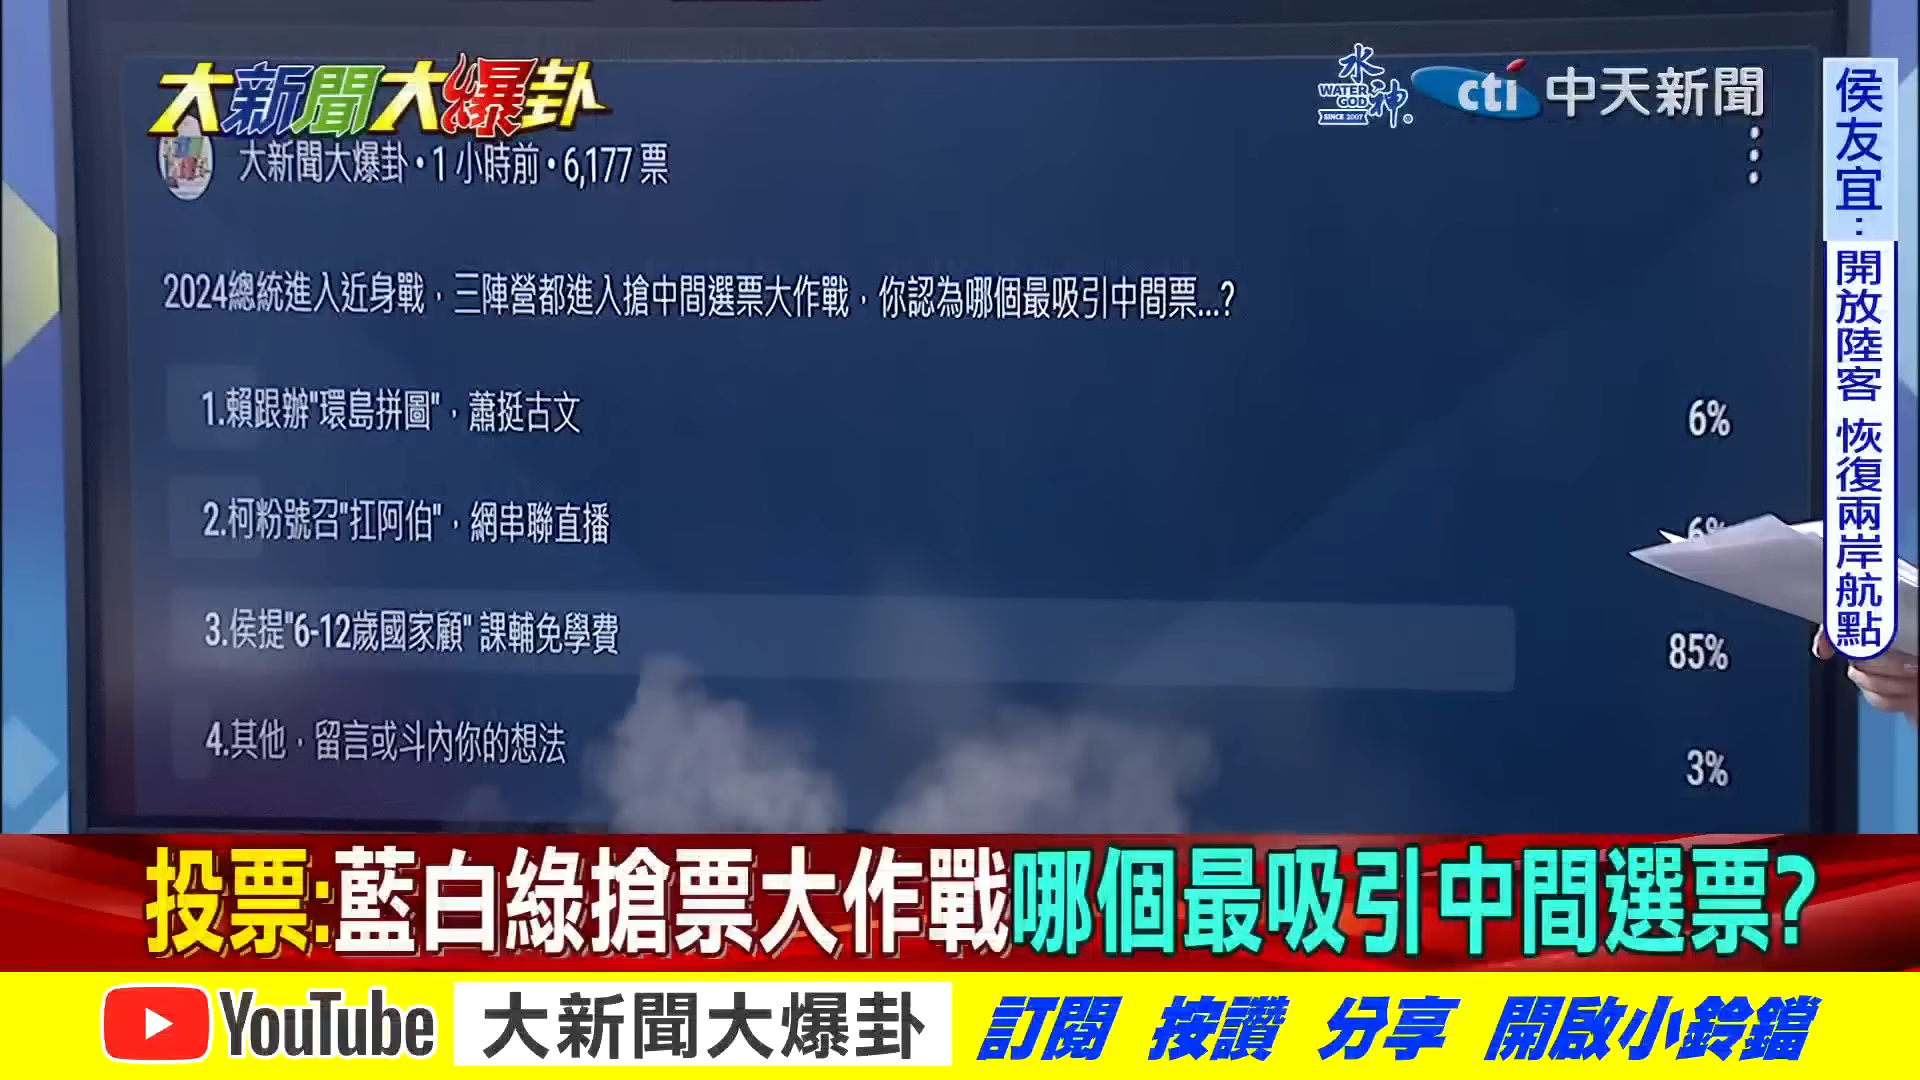 大新聞大爆卦
水神
WATER GOD
SINCE 2007
cti 中天新聞
大新聞大爆卦 • 1 小時前 • 6,177 票
2024總統進入近身戰，三陣營都進入搶中間選票大作戰，你認為哪個最吸引中間票...?
1.賴跟辦"環島拼圖"，蕭挺古文
6%
2.柯粉號召"扛阿伯"，網串聯直播
6%
3.侯提"6-12歲國家顧" 課輔免學費
85%
4.其他，留言或斗內你的想法
3%
侯友宜：開放陸客 恢復兩岸航點
投票:藍白綠搶票大作戰哪個最吸引中間選票?
YouTube 大新聞大爆卦 訂閱 按讚 分享 開啟小鈴鐺